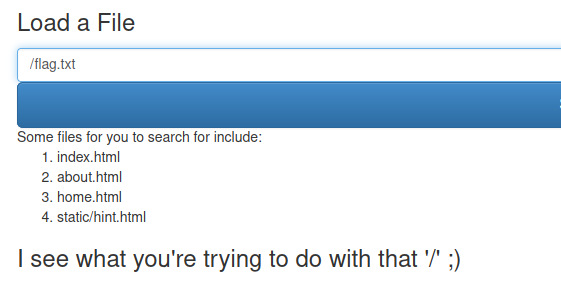 Load a File
/flag.txt
Some files for you to search for include:
1. index.html
2. about.html
3. home.html
4. static/hint.html
I see what you're trying to do with that '/' ;)